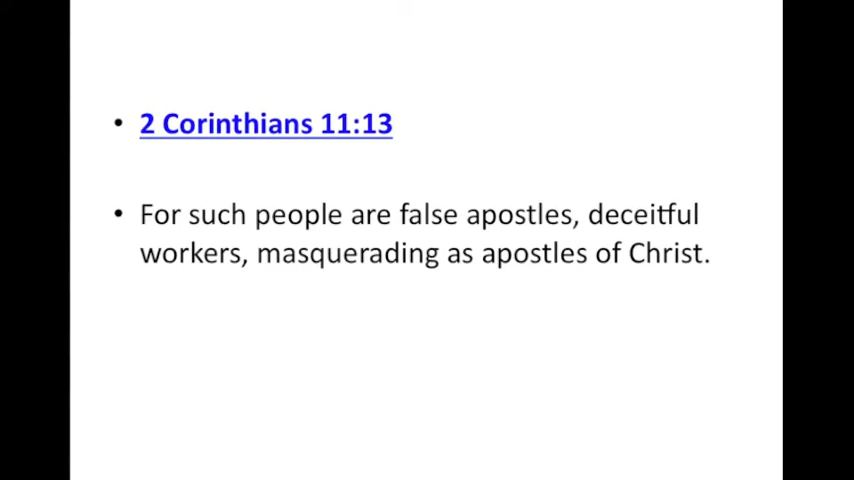 • 2 Corinthians 11:13
• For such people are false apostles, deceitful
workers, masquerading as apostles of Christ.